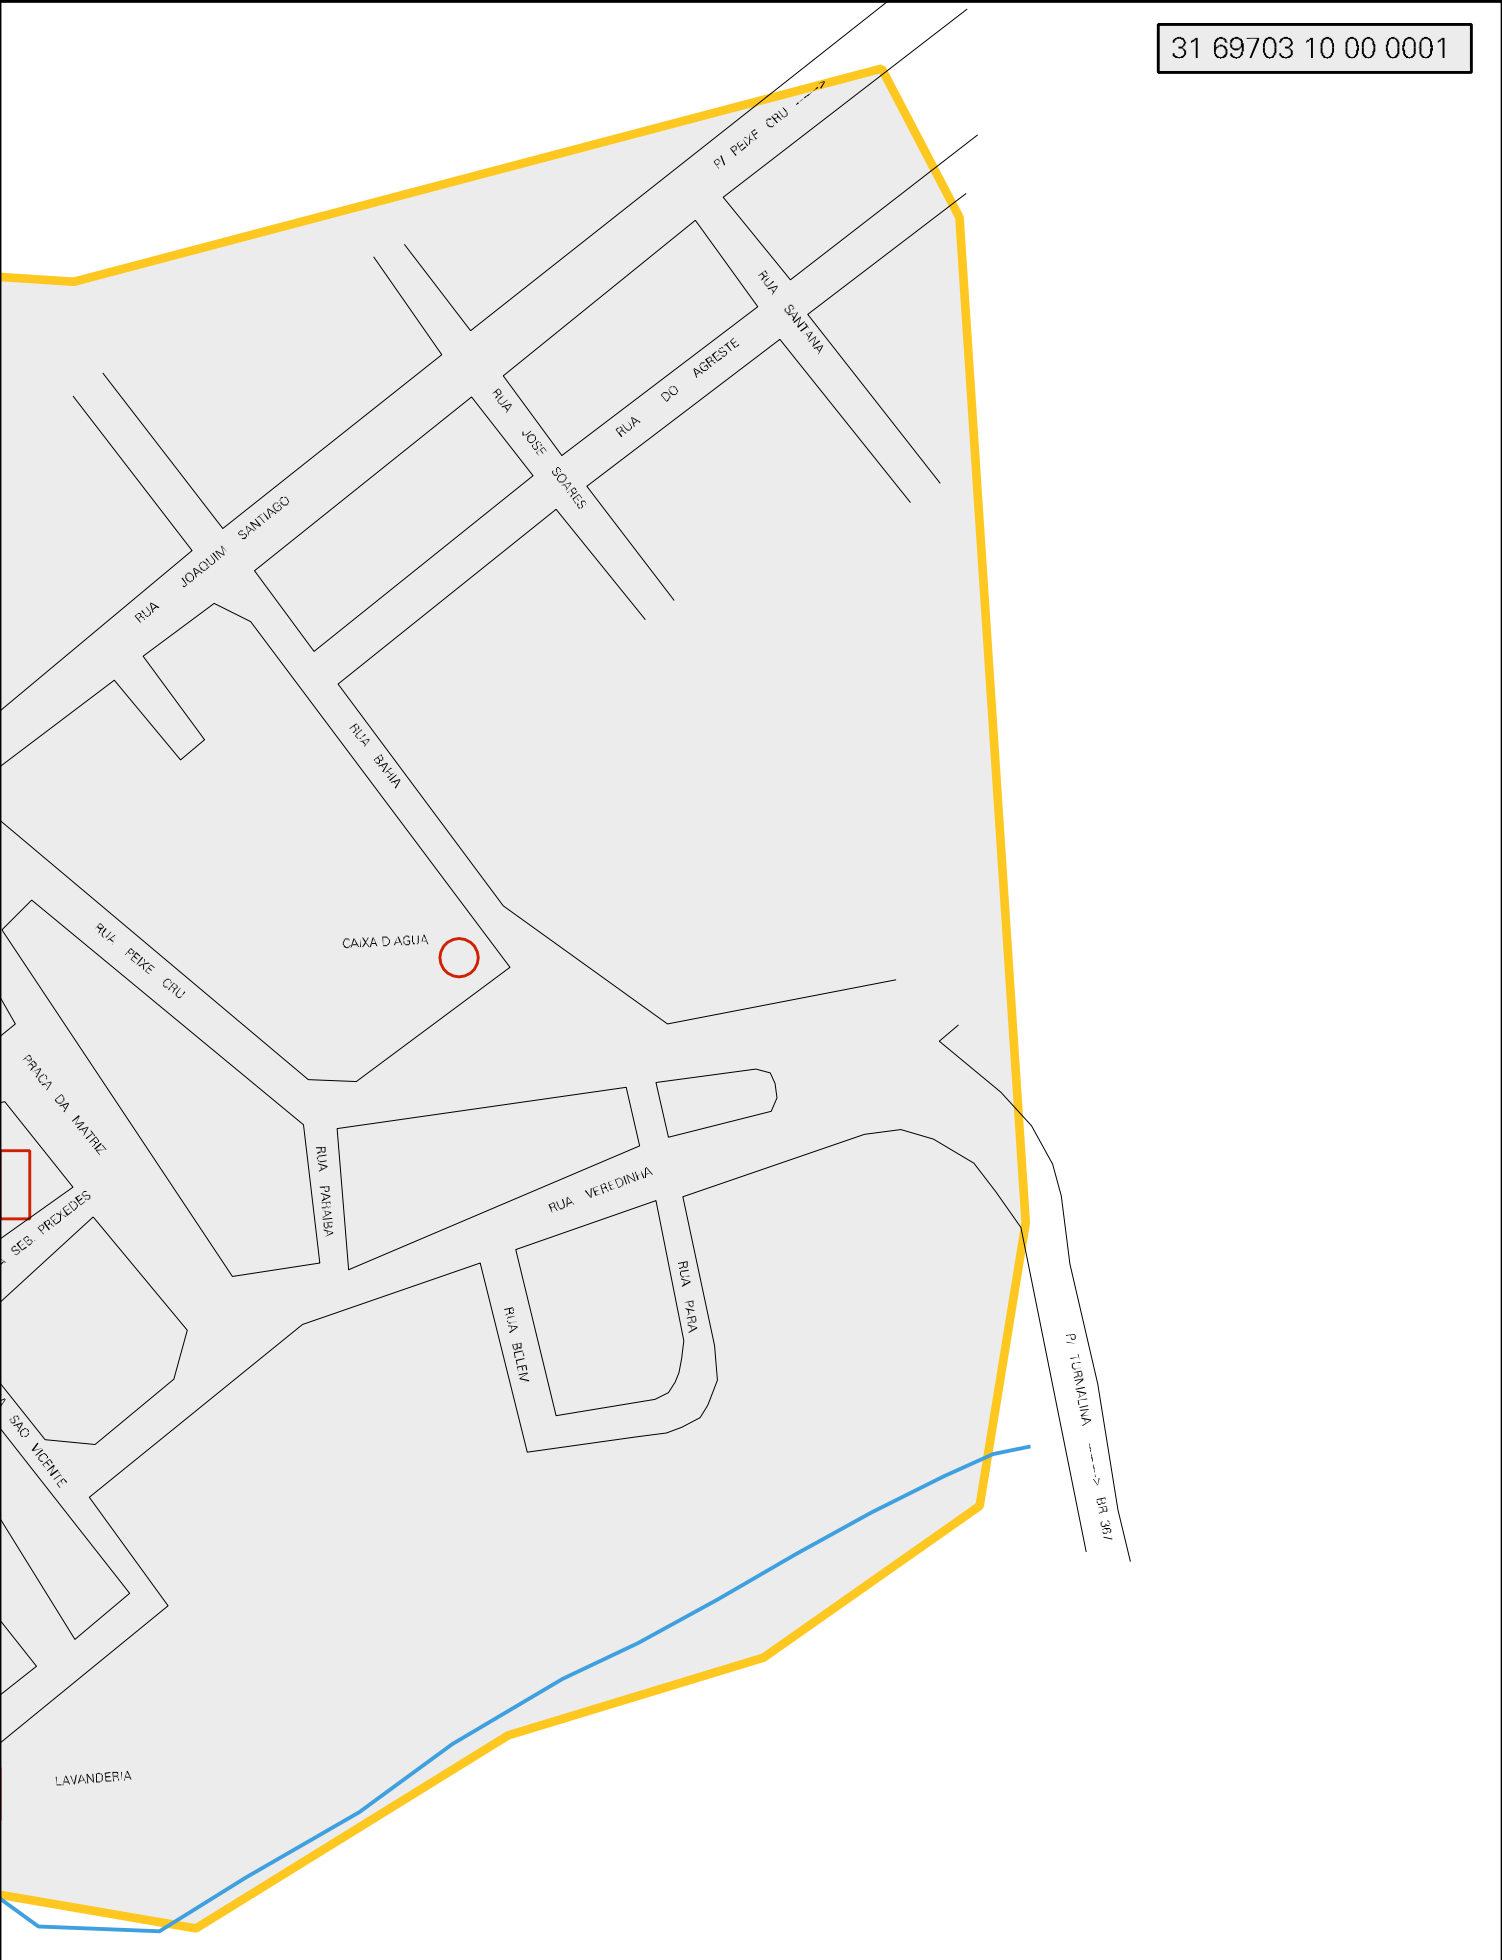 31 69703 10 00 0001
P/ PEIXE CRU ---->
RUA SANTANA
RUA DO AGRESTE
RUA JOSE SOARES
RUA JOAQUIM SANTIAGO
RUA BAHIA
CAIXA D AGUA
RUA PEIXE CRU
PRACA DA MATRIZ
RUA PARAIBA
RUA VEREDINHA
SEB. PREXEDES
RUA PARA
RUA BELEM
P/ TURMALINA ----> BR 367
SAO VICENTE
LAVANDERIA